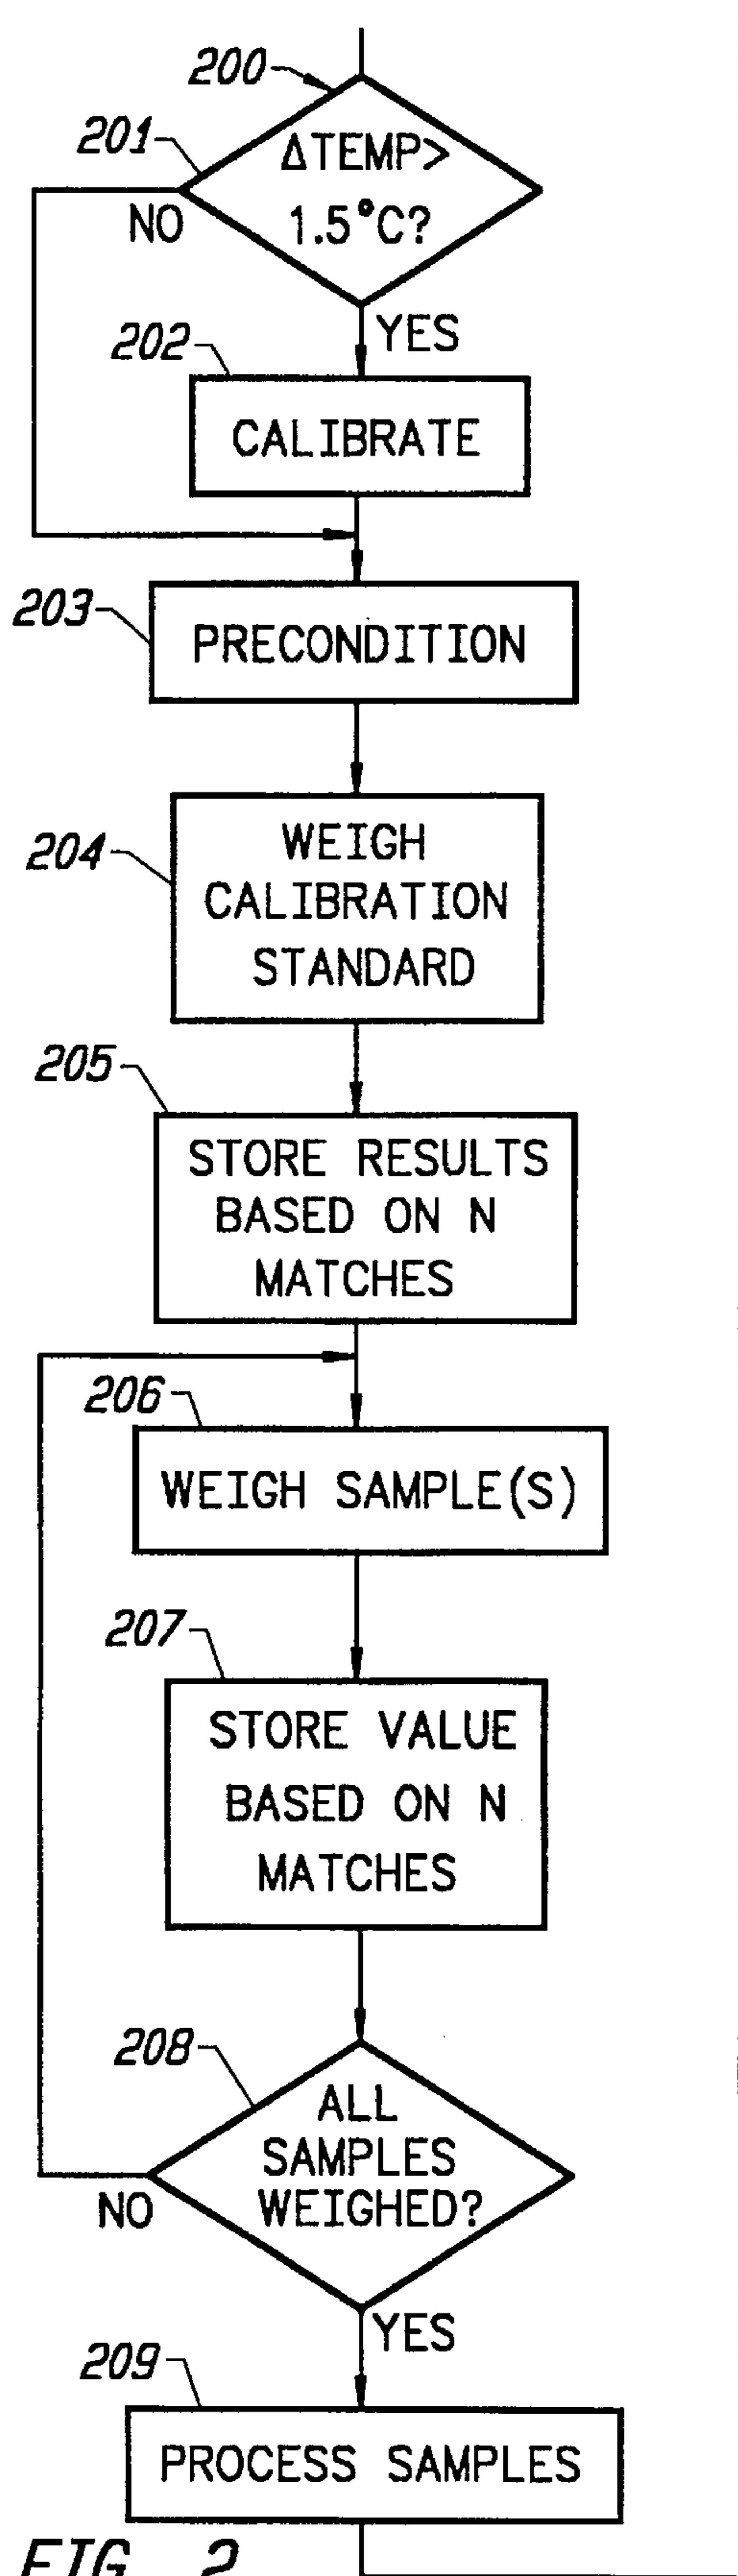 200
201
ΔTEMP>
1.5°C?
NO
YES
202
CALIBRATE
203
PRECONDITION
204
WEIGH
CALIBRATION
STANDARD
205
STORE RESULTS
BASED ON N
MATCHES
206
WEIGH SAMPLE(S)
207
STORE VALUE
BASED ON N
MATCHES
208
ALL
SAMPLES
WEIGHED?
NO
YES
209
PROCESS SAMPLES
FIG. 2